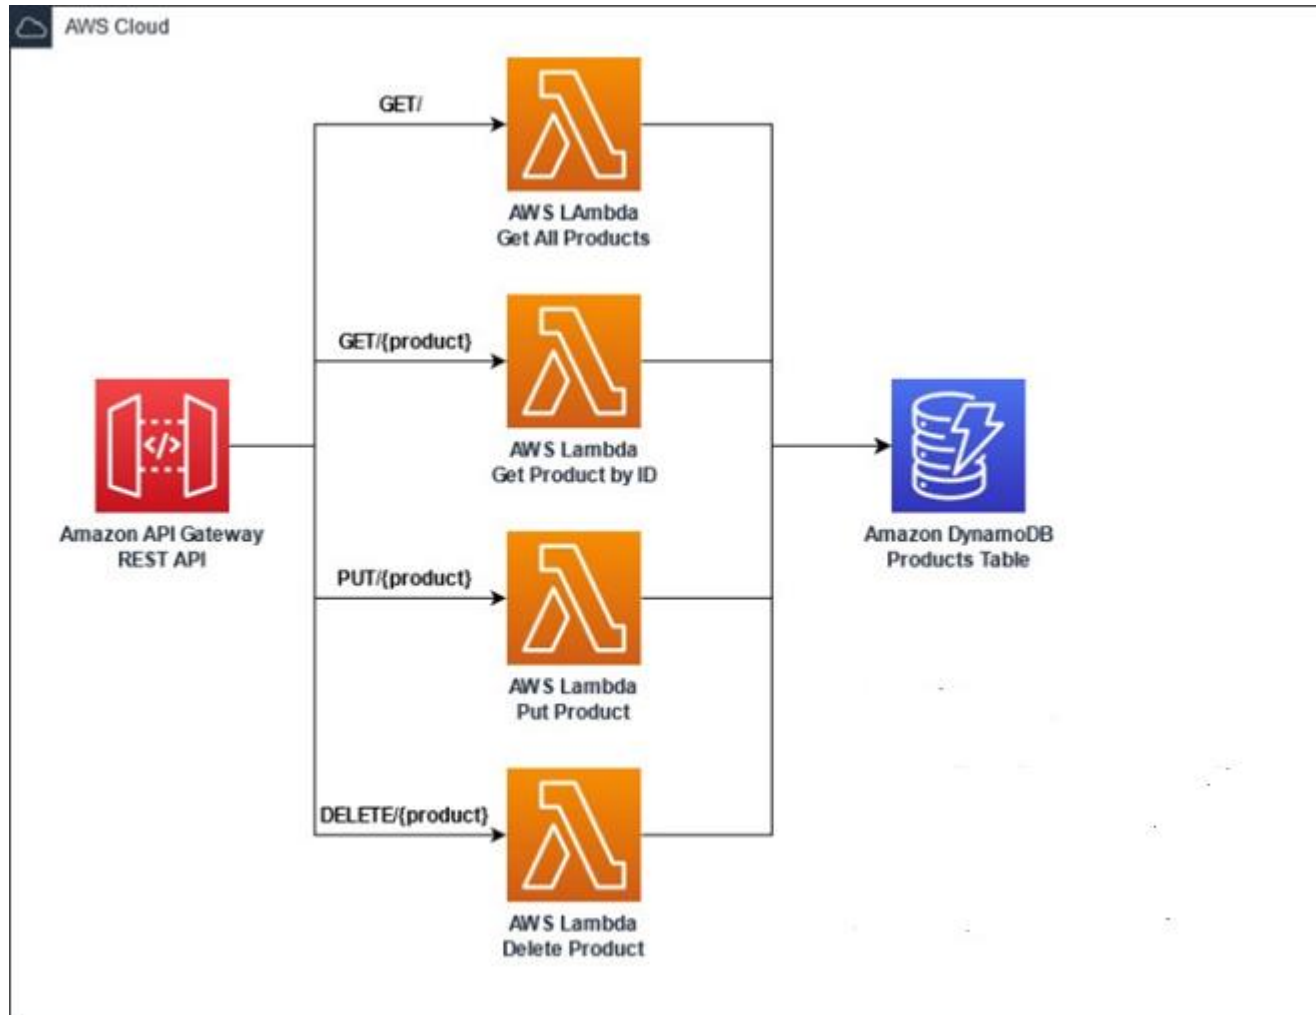 AWS Cloud
GET/
AWS LAmbda
Get All Products
GET/{product}
AWS Lambda
Get Product by ID
Amazon API Gateway
REST API
Amazon DynamoDB
Products Table
PUT/{product}
AWS Lambda
Put Product
DELETE/{product}
AWS Lambda
Delete Product